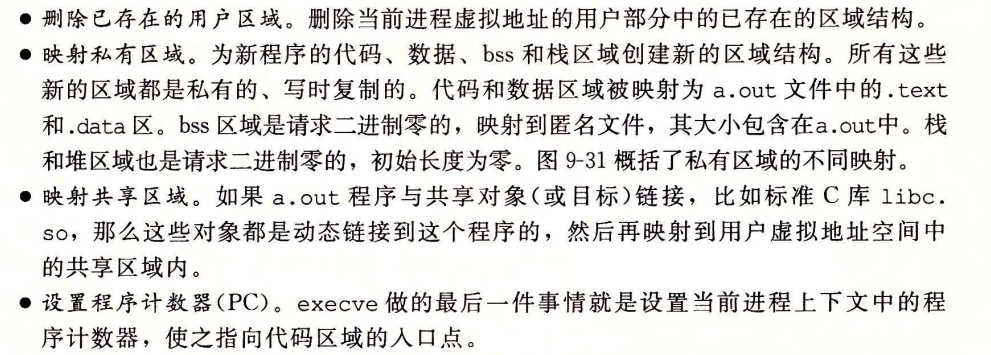 ● 删除已存在的用户区域。删除当前进程虚拟地址的用户部分中的已存在的区域结构。
● 映射私有区域。为新程序的代码、数据、bss 和栈区域创建新的区域结构。所有这些
新的区域都是私有的、写时复制的。代码和数据区域被映射为 a.out 文件中的.text
和.data 区。bss 区域是请求二进制零的，映射到匿名文件，其大小包含在a.out中。栈
和堆区域也是请求二进制零的，初始长度为零。图 9-31 概括了私有区域的不同映射。
● 映射共享区域。如果 a.out 程序与共享对象(或目标)链接，比如标准 C 库 libc.
so，那么这些对象都是动态链接到这个程序的，然后再映射到用户虚拟地址空间中
的共享区域内。
● 设置程序计数器(PC)。execve 做的最后一件事情就是设置当前进程上下文中的程
序计数器，使之指向代码区域的入口点。